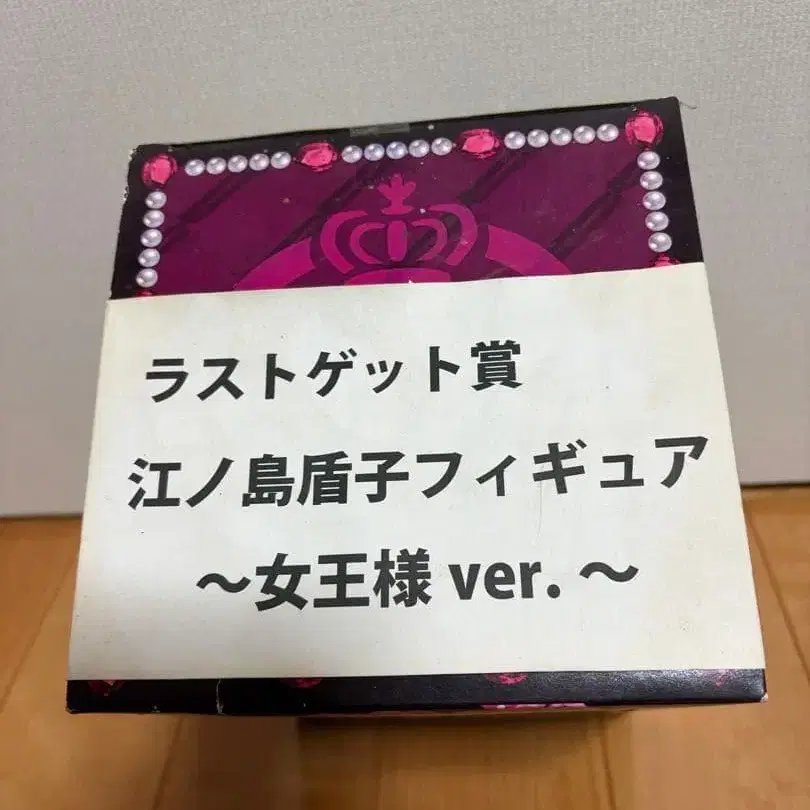 ラストゲット賞
江ノ島盾子フィギュア
～女王様 ver. ～